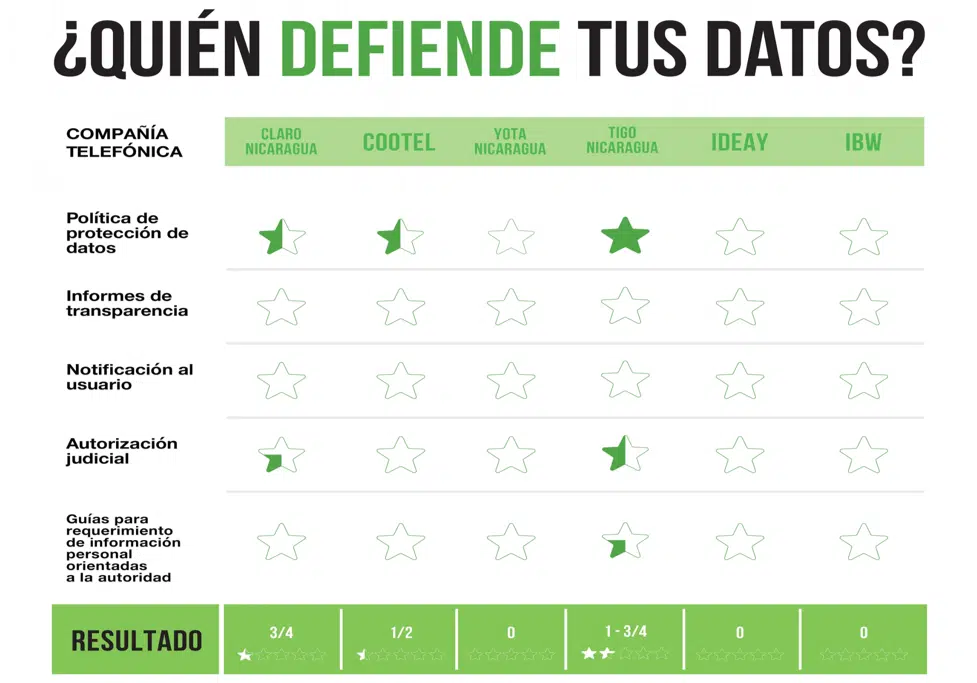 ¿QUIÉN DEFIENDE TUS DATOS?
COMPAÑÍA
TELEFÓNICA
CLARO
NICARAGUA
COOTEL
YOTA
NICARAGUA
TIGO
NICARAGUA
IDEAY
IBW
Política de
protección de
datos
Informes de
transparencia
Notificación al
usuario
Autorización
judicial
Guías para
requerimiento
de información
personal
orientadas
a la autoridad
RESULTADO
3/4
1/2
0
1 - 3/4
0
0